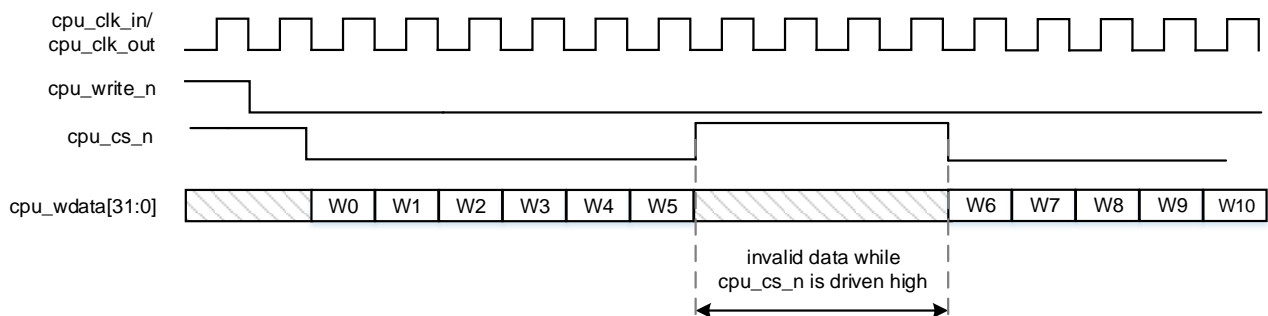 cpu_clk_in/
cpu_clk_out
cpu_write_n
cpu_cs_n
cpu_wdata[31:0] W0 W1 W2 W3 W4 W5 W6 W7 W8 W9 W10
invalid data while
cpu_cs_n is driven high